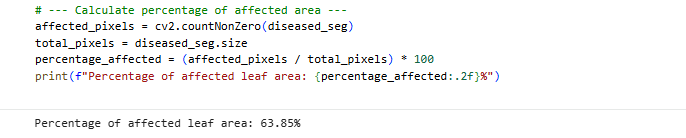 # --- Calculate percentage of affected area ---
affected_pixels = cv2.countNonZero(diseased_seg)
total_pixels = diseased_seg.size
percentage_affected = (affected_pixels / total_pixels) * 100
print(f"Percentage of affected leaf area: {percentage_affected:.2f}%")
Percentage of affected leaf area: 63.85%